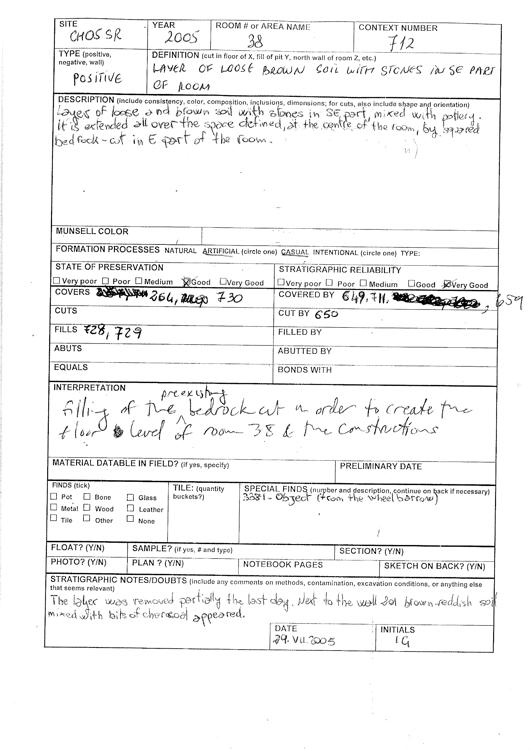 SITE YEAR ROOM # or AREA NAME CONTEXT NUMBER
CHOSSR 2005 38 712
TYPE (positive, negative, wall) DEFINITION (cut in floor of X, fill of pit Y, north wall of room Z, etc.)
POSITIVE LAYER OF LOOSE BROWN SOIL WITH STONES IN SE PART
OF ROOM
DESCRIPTION (include consistency, color, composition, inclusions, dimensions; for cuts, also include shape and orientation)
Layers of loose and brown soil with stones in SE part, mixed with pottery.
it is extended all over the space defined, at the centre of the room, by squared
bedrock-cut in E part of the room.
MUNSELL COLOR
FORMATION PROCESSES NATURAL ARTIFICIAL (circle one) CASUAL INTENTIONAL (circle one) TYPE:
STATE OF PRESERVATION STRATIGRAPHIC RELIABILITY
Very poor Poor Medium Good Very Good Very poor Poor Medium Good Very Good
COVERS 264, 730 COVERED BY 649, 711, 659
CUTS CUT BY 650
FILLS 728, 729 FILLED BY
ABUTS ABUTTED BY
EQUALS BONDS WITH
INTERPRETATION
filling of the preexisting bedrock cut in order to create the
floor level of room 38 & the constructions
MATERIAL DATABLE IN FIELD? (if yes, specify) PRELIMINARY DATE
FINDS (tick) TILE: (quantity buckets?) SPECIAL FINDS (number and description, continue on back if necessary)
3381 - Object (from the wheelbarrow)
Pot Bone Glass
Metal Wood Leather
Tile Other None
FLOAT? (Y/N) SAMPLE? (if yes, # and type) SECTION? (Y/N)
PHOTO? (Y/N) PLAN ? (Y/N) NOTEBOOK PAGES SKETCH ON BACK? (Y/N)
STRATIGRAPHIC NOTES/DOUBTS (include any comments on methods, contamination, excavation conditions, or anything else
that seems relevant)
The layer was removed partially the last day. Next to the wall 201 brown-reddish soil
mixed with bits of charcoal appeared.
DATE INITIALS
29.VII.2005 IG